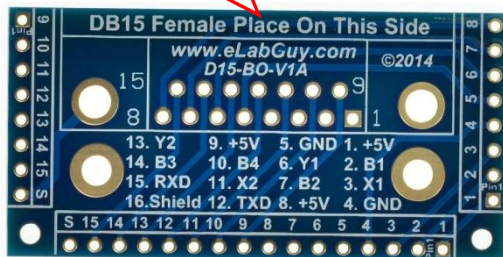 DB15 Female Place On This Side
www.eLabGuy.com
D15-BO-V1A
©2014
15
9
8
1
13. Y2 9. +5V 5. GND 1. +5V
14. B3 10. B4 6. Y1 2. B1
15. RXD 11. X2 7. B2 3. X1
16.Shield 12. TXD 8. +5V 4. GND
Pin1
9
10
11
12
13
14
15
S
8
7
6
5
4
3
2
1
Pin1
S 15 14 13 12 11 10 9 8 7 6 5 4 3 2 1
Pin1